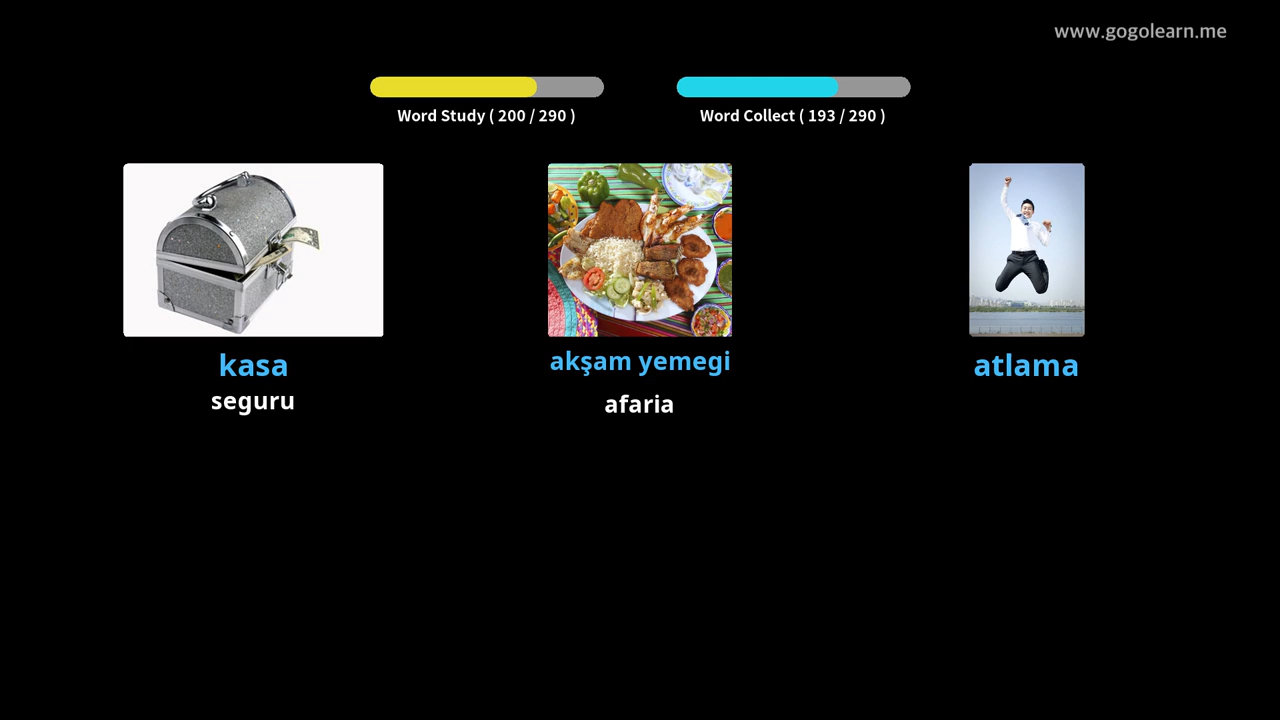 www.gogolearn.me
Word Study ( 200 / 290 )
Word Collect ( 193 / 290 )
kasa
seguru
akşam yemegi
afaria
atlama